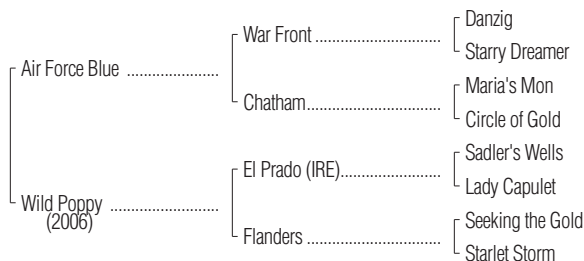 Danzig
War Front ......................................
Starry Dreamer
Air Force Blue ............................
Maria's Mon
Chatham..........................................
Circle of Gold
Sadler's Wells
El Prado (IRE)..............................
Lady Capulet
Wild Poppy ................................
(2006)
Seeking the Gold
Flanders .........................................
Starlet Storm